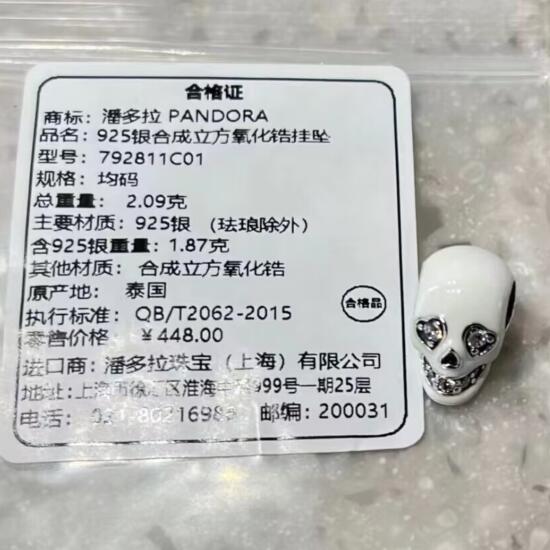 合格证
商标：潘多拉 PANDORA
品名：925银合成立方氧化锆挂坠
型号：792811C01
规格：均码
总重量：2.09克
主要材质：925银 （珐琅除外）
含925银重量：1.87克
其他材质：合成立方氧化锆
原产地：泰国
执行标准：QB/T2062-2015
合格品
零售价格：￥448.00
进口商：潘多拉珠宝（上海）有限公司
地址：上海市徐汇区淮海中路999号一期25层
电话： 邮编：200031